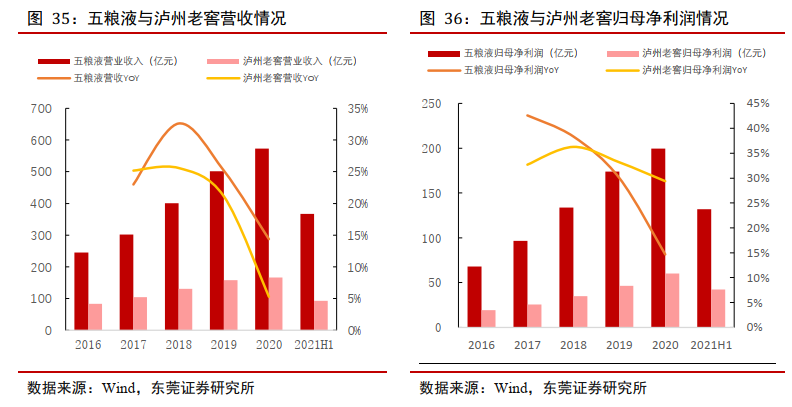 图 35：五粮液与泸州老窖营收情况
五粮液营业收入（亿元）
泸州老窖营业收入（亿元）
五粮液营收YOY
泸州老窖营收YOY
700
600
500
400
300
200
100
0
35%
30%
25%
20%
15%
10%
5%
0%
2016 2017 2018 2019 2020 2021H1
数据来源：Wind，东莞证券研究所
图 36：五粮液与泸州老窖归母净利润情况
五粮液归母净利润（亿元）
泸州老窖归母净利润（亿元）
五粮液归母净利润YoY
泸州老窖归母净利润YoY
250
200
150
100
50
0
45%
40%
35%
30%
25%
20%
15%
10%
5%
0%
2016 2017 2018 2019 2020 2021H1
数据来源：Wind，东莞证券研究所